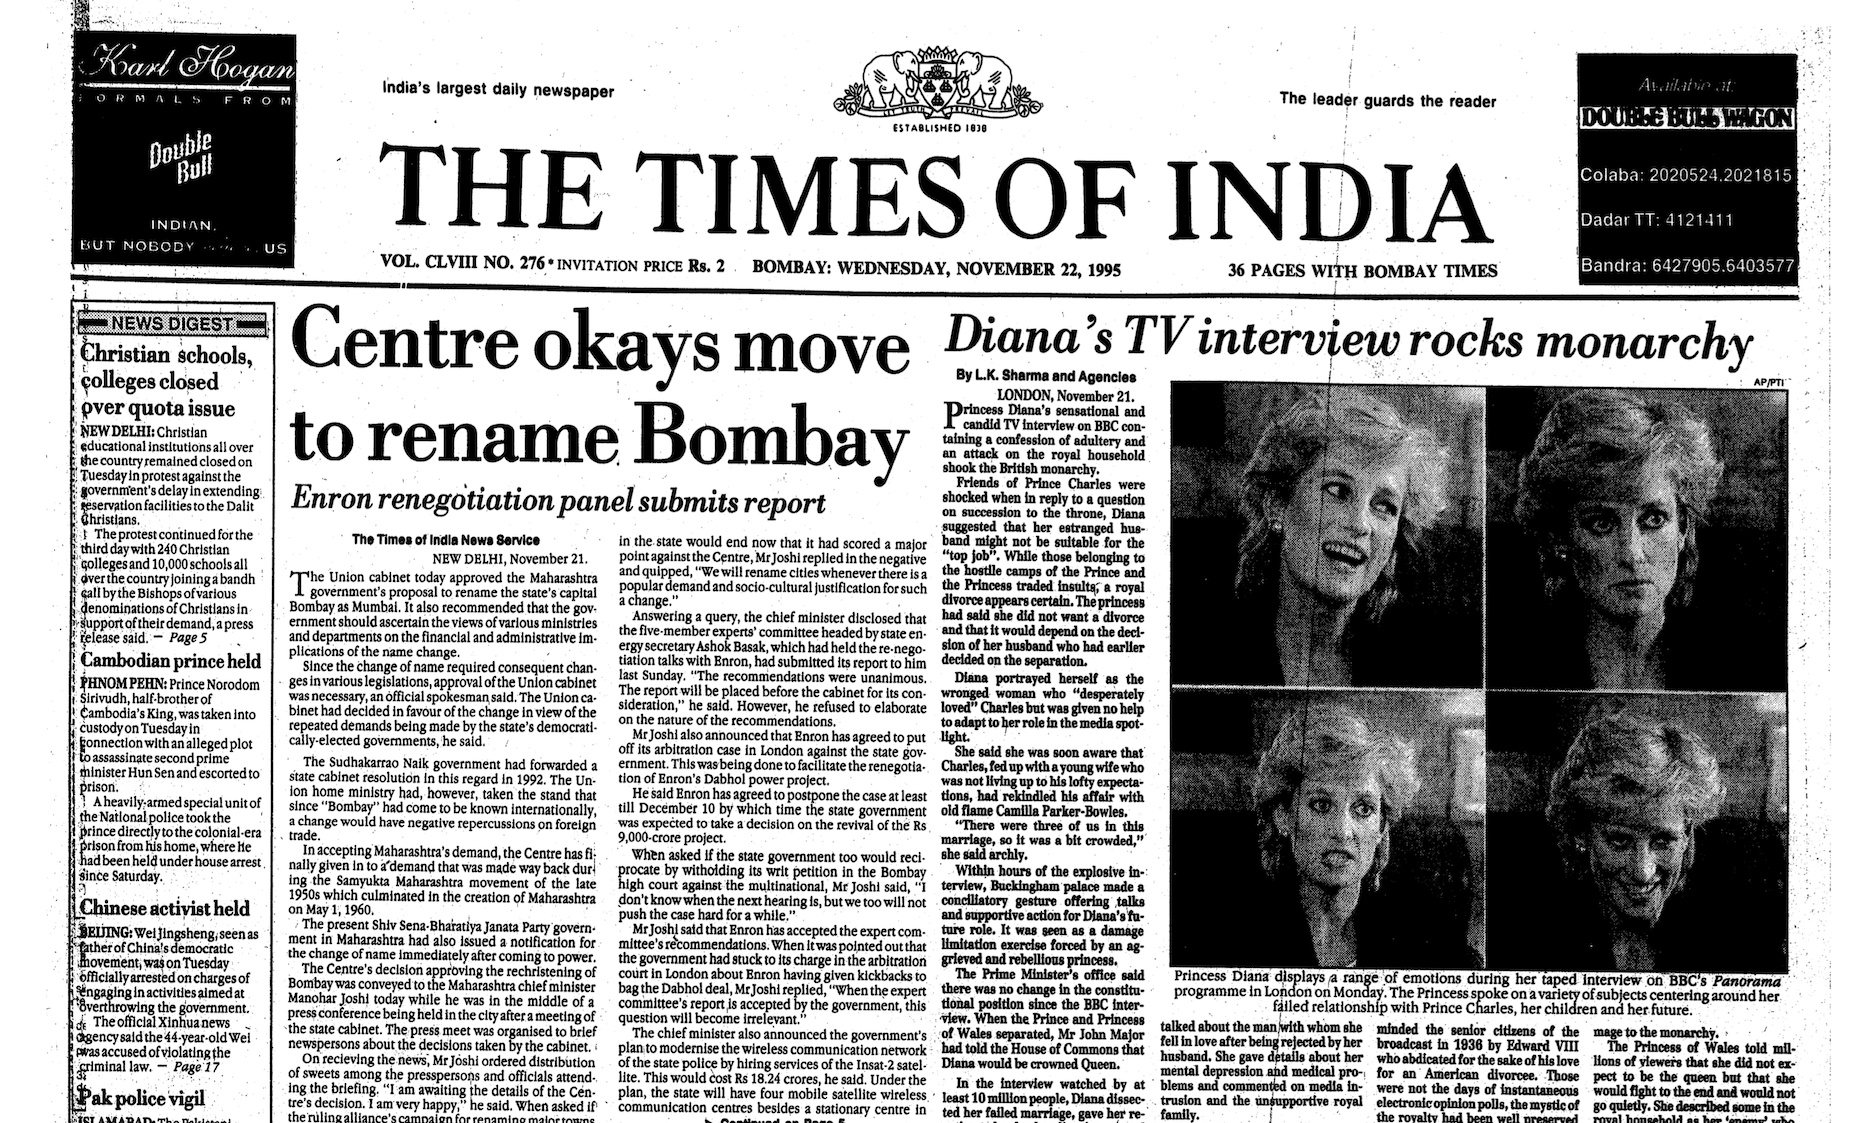 Karl Hogan
FORMALS FROM
Double
Bull
INDIAN.
BUT NOBODY
US
India's largest daily newspaper
ESTABLISHED 1838
The leader guards the reader
Available at:
DOUBLE BULL WAGON
Colaba: 2020524.2021815
Dadar TT: 4121411
Bandra: 6427905.6403577
THE TIMES OF INDIA
VOL. CLVIII NO. 276 * INVITATION PRICE Rs. 2 BOMBAY: WEDNESDAY, NOVEMBER 22, 1995 36 PAGES WITH BOMBAY TIMES
NEWS DIGEST
Christian schools,
colleges closed
over quota issue
NEW DELHI: Christian
educational institutions all over
the country remained closed on
Tuesday in protest against the
government's delay in extending
reservation facilities to the Dalit
Christians.
The protest continued for the
third day with 240 Christian
colleges and 10,000 schools all
over the country joining a bandh
call by the Bishops of various
denominations of Christians in
support of their demand, a press
release said. — Page 5
Cambodian prince held
PHNOM PEHN: Prince Norodom
Sirivudh, half-brother of
Cambodia's King, was taken into
custody on Tuesday in
connection with an alleged plot
to assassinate second prime
minister Hun Sen and escorted to
prison.
A heavily-armed special unit of
the National police took the
prince directly to the colonial-era
prison from his home, where he
had been held under house arrest
since Saturday.
Chinese activist held
BEIJING: Wei Jingsheng, seen as
father of China's democratic
movement, was on Tuesday
officially arrested on charges of
engaging in activities aimed at
overthrowing the government.
The official Xinhua news
agency said the 44-year-old Wei
was accused of violating the
criminal law. — Page 17
Pak police vigil
ISLAMABAD: The Pakistani
Centre okays move
to rename Bombay
Enron renegotiation panel submits report
The Times of India News Service
NEW DELHI, November 21.
The Union cabinet today approved the Maharashtra
government's proposal to rename the state's capital
Bombay as Mumbai. It also recommended that the gov-
ernment should ascertain the views of various ministries
and departments on the financial and administrative im-
plications of the name change.
Since the change of name required consequent chan-
ges in various legislations, approval of the Union cabinet
was necessary, an official spokesman said. The Union ca-
binet had decided in favour of the change in view of the
repeated demands being made by the state's democrati-
cally-elected governments, he said.
The Sudhakarrao Naik government had forwarded a
state cabinet resolution in this regard in 1992. The Un-
ion home ministry had, however, taken the stand that
since "Bombay" had come to be known internationally,
a change would have negative repercussions on foreign
trade.
In accepting Maharashtra's demand, the Centre has fi-
nally given in to a demand that was made way back dur-
ing the Samyukta Maharashtra movement of the late
1950s which culminated in the creation of Maharashtra
on May 1, 1960.
The present Shiv Sena-Bharatiya Janata Party govern-
ment in Maharashtra had also issued a notification for
the change of name immediately after coming to power.
The Centre's decision approving the rechristening of
Bombay was conveyed to the Maharashtra chief minister
Manohar Joshi today while he was in the middle of a
press conference being held in the city after a meeting of
the state cabinet. The press meet was organised to brief
newspersons about the decisions taken by the cabinet.
On recieving the news, Mr Joshi ordered distribution
of sweets among the presspersons and officials attend-
ing the briefing. "I am awaiting the details of the Cen-
tre's decision. I am very happy," he said. When asked if
the ruling alliance's campaign for renaming major towns
in the state would end now that it had scored a major
point against the Centre, Mr Joshi replied in the negative
and quipped, "We will rename cities whenever there is a
popular demand and socio-cultural justification for such
a change."
Answering a query, the chief minister disclosed that
the five-member experts' committee headed by state en-
ergy secretary Ashok Basak, which had held the re-nego-
tiation talks with Enron, had submitted its report to him
last Sunday. "The recommendations were unanimous.
The report will be placed before the cabinet for its con-
sideration," he said. However, he refused to elaborate
on the nature of the recommendations.
Mr Joshi also announced that Enron has agreed to put
off its arbitration case in London against the state gov-
ernment. This was being done to facilitate the renegotia-
tion of Enron's Dabhol power project.
He said Enron has agreed to postpone the case at least
till December 10 by which time the state government
was expected to take a decision on the revival of the Rs
9,000-crore project.
When asked if the state government too would reci-
procate by witholding its writ petition in the Bombay
high court against the multinational, Mr Joshi said, "I
don't know when the next hearing is, but we too will not
push the case hard for a while."
Mr Joshi said that Enron has accepted the expert com-
mittee's recommendations. When it was pointed out that
the government had stuck to its charge in the arbitration
court in London about Enron having given kickbacks to
bag the Dabhol deal, Mr Joshi replied, "When the expert
committee's report is accepted by the government, this
question will become irrelevant."
The chief minister also announced the government's
plan to modernise the wireless communication network
of the state police by hiring services of the Insat-2 satel-
lite. This would cost Rs 18.24 crores, he said. Under the
plan, the state will have four mobile satellite wireless
communication centres besides a stationary centre in
Continued on Page 5
Diana's TV interview rocks monarchy
By L.K. Sharma and Agencies
LONDON, November 21.
Princess Diana's sensational and
candid TV interview on BBC con-
taining a confession of adultery and
an attack on the royal household
shook the British monarchy.
Friends of Prince Charles were
shocked when in reply to a question
on succession to the throne, Diana
suggested that her estranged hus-
band might not be suitable for the
"top job". While those belonging to
the hostile camps of the Prince and
the Princess traded insults, a royal
divorce appears certain. The princess
had said she did not want a divorce
and that it would depend on the deci-
sion of her husband who had earlier
decided on the separation.
Diana portrayed herself as the
wronged woman who "desperately
loved" Charles but was given no help
to adapt to her role in the media spot-
light.
She said she was soon aware that
Charles, fed up with a young wife who
was not living up to his lofty expecta-
tions, had rekindled his affair with
old flame Camilla Parker-Bowles.
"There were three of us in this
marriage, so it was a bit crowded,"
she said archly.
Within hours of the explosive in-
terview, Buckingham palace made a
conciliatory gesture offering talks
and supportive action for Diana's fu-
ture role. It was seen as a damage
limitation exercise forced by an ag-
grieved and rebellious princess.
The Prime Minister's office said
there was no change in the constitu-
tional position since the BBC inter-
view. When the Prince and Princess
of Wales separated, Mr John Major
had told the House of Commons that
Diana would be crowned Queen.
In the interview watched by at
least 10 million people, Diana dissec-
ted her failed marriage, gave her re-
AP/PTI
Princess Diana displays a range of emotions during her taped interview on BBC's Panorama
programme in London on Monday. The Princess spoke on a variety of subjects centering around her
failed relationship with Prince Charles, her children and her future.
talked about the man with whom she
fell in love after being rejected by her
husband. She gave details about her
mental depression and medical pro-
blems and commented on media in-
trusion and the unsupportive royal
family.
minded the senior citizens of the
broadcast in 1936 by Edward VIII
who abdicated for the sake of his love
for an American divorcee. Those
were not the days of instantaneous
electronic opinion polls, the mystic of
the royalty had been well preserved
mage to the monarchy.
The Princess of Wales told mil-
lions of viewers that she did not ex-
pect to be the queen but that she
would fight to the end and would not
go quietly. She described some in the
royal household as her 'enemy' who